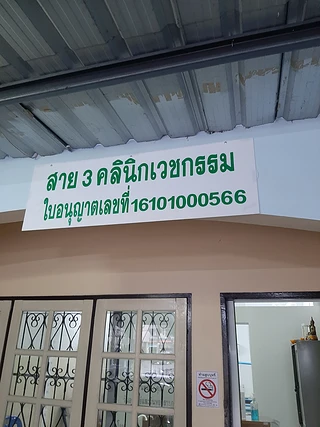 สาย 3 คลินิกเวชกรรม
ใบอนุญาตเลขที่ 16101000566